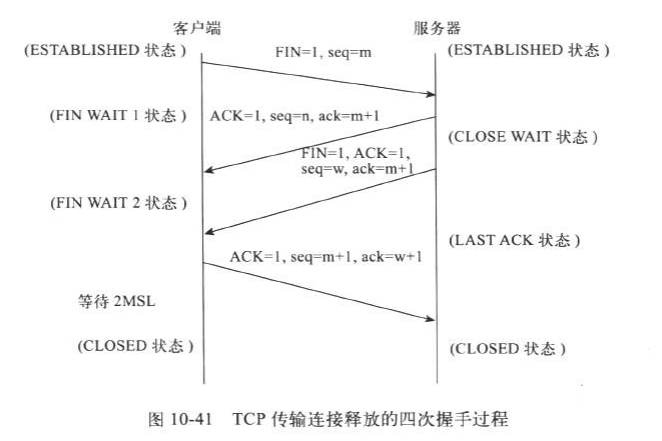 客户端 服务器
(ESTABLISHED 状态) FIN=1, seq=m (ESTABLISHED 状态)
(FIN WAIT 1 状态) ACK=1, seq=n, ack=m+1
(CLOSE WAIT 状态)
FIN=1, ACK=1,
seq=w, ack=m+1
(FIN WAIT 2 状态)
(LAST ACK 状态)
ACK=1, seq=m+1, ack=w+1
等待 2MSL
(CLOSED 状态) (CLOSED 状态)
图 10-41 TCP 传输连接释放的四次握手过程